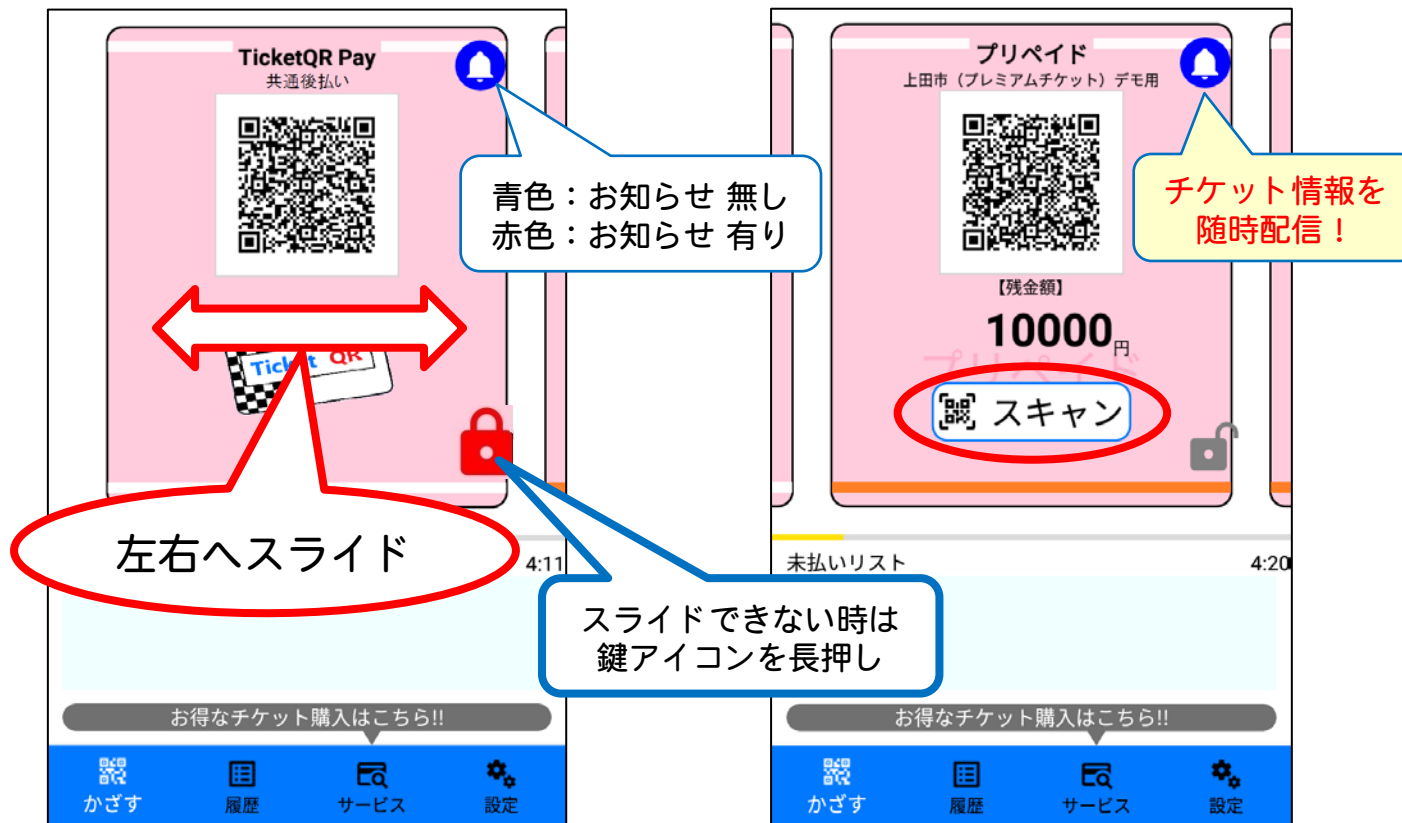 TicketQR Pay
共通後払い
青色：お知らせ 無し
赤色：お知らせ 有り
Ticket QR
左右へスライド
4:11
スライドできない時は
鍵アイコンを長押し
お得なチケット購入はこちら!!
かざす
履歴
サービス
設定
プリペイド
上田市（プレミアムチケット）デモ用
チケット情報を
随時配信！
【残金額】
10000円
プリペイド
スキャン
未払いリスト
4:20
お得なチケット購入はこちら!!
かざす
履歴
サービス
設定